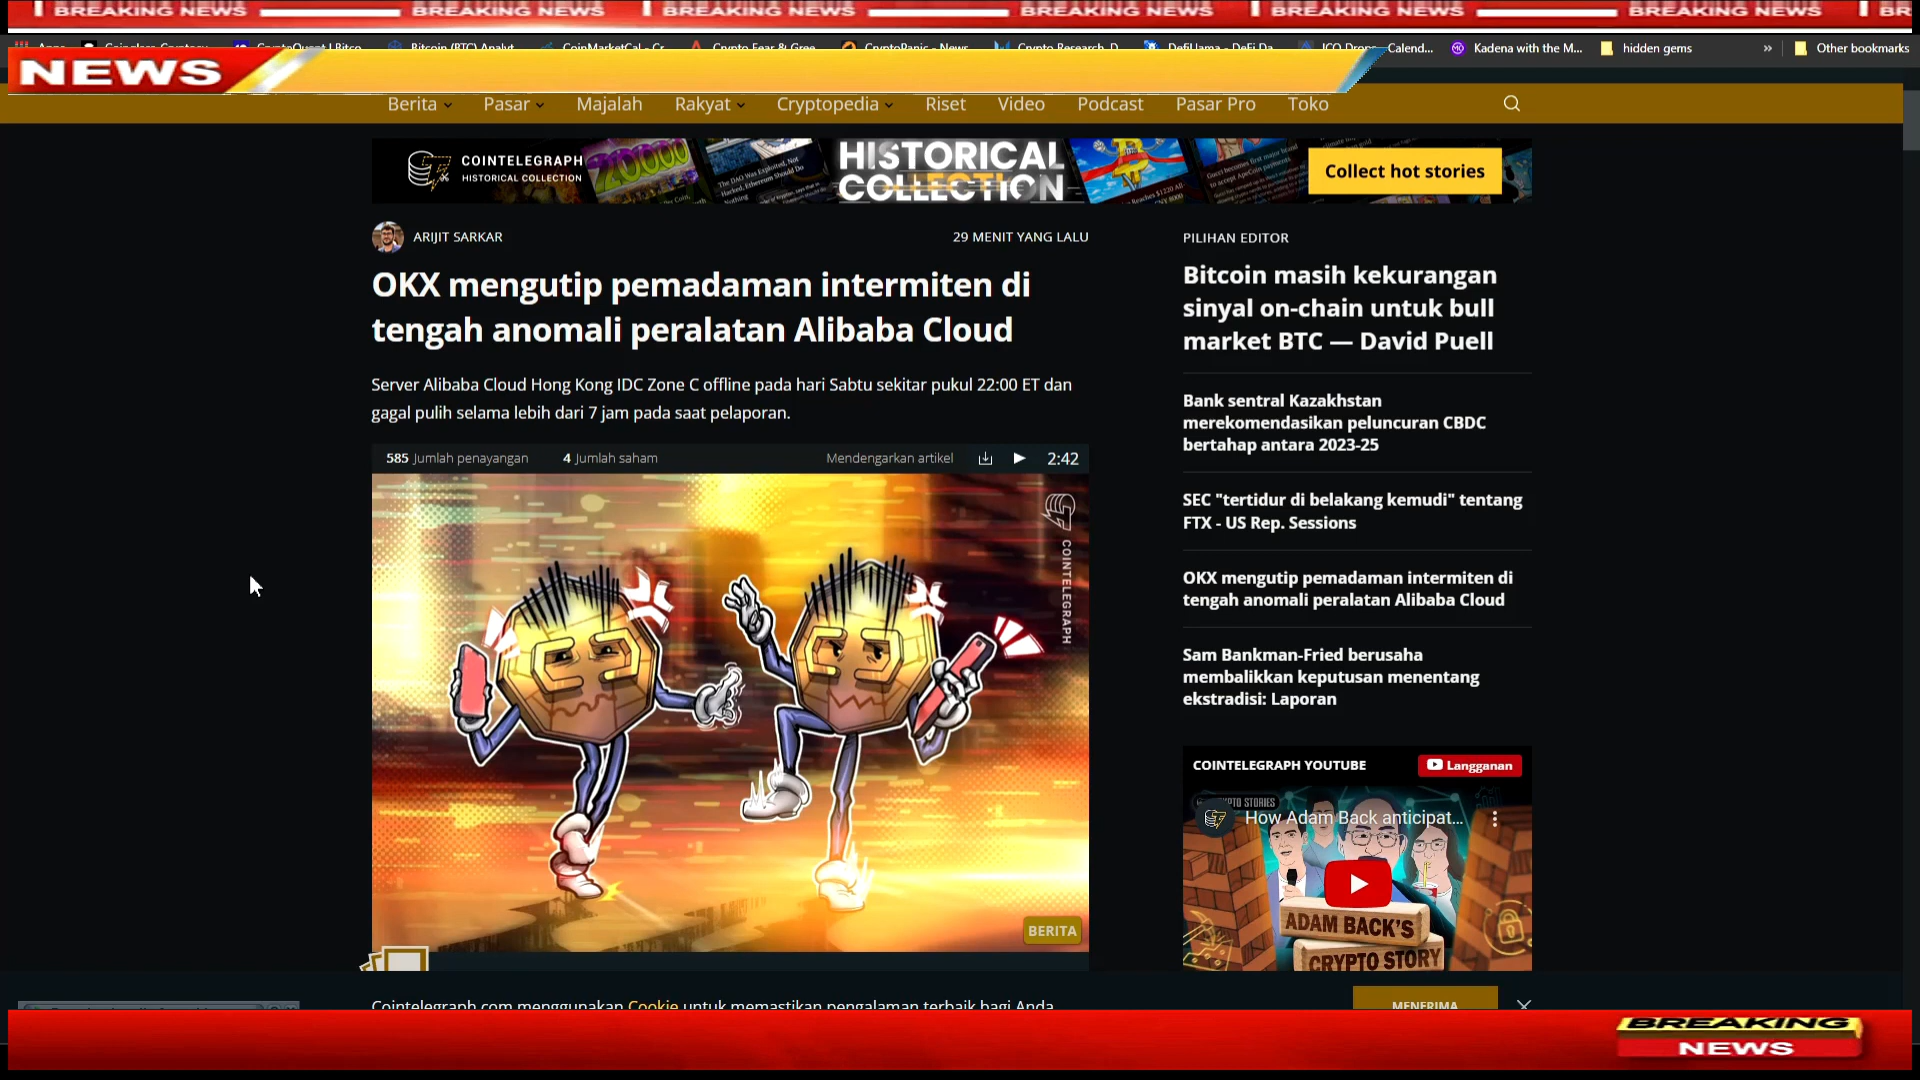 BREAKING NEWS BREAKING NEWS BREAKING NEWS BREAKING NEWS BREAKING NEWS BREAKING NEWS BR
Kadena with the M... hidden gems » Other bookmarks
NEWS
Berita Pasar Majalah Rakyat Cryptopedia Riset Video Podcast Pasar Pro Toko
COINTELEGRAPH
HISTORICAL COLLECTION
HISTORICAL
COLLECTION
Collect hot stories
ARIJIT SARKAR
29 MENIT YANG LALU
OKX mengutip pemadaman intermiten di
tengah anomali peralatan Alibaba Cloud
Server Alibaba Cloud Hong Kong IDC Zone C offline pada hari Sabtu sekitar pukul 22:00 ET dan
gagal pulih selama lebih dari 7 jam pada saat pelaporan.
585 Jumlah penayangan 4 Jumlah saham Mendengarkan artikel 2:42
COINTELEGRAPH
BERITA
PILIHAN EDITOR
Bitcoin masih kekurangan
sinyal on-chain untuk bull
market BTC — David Puell
Bank sentral Kazakhstan
merekomendasikan peluncuran CBDC
bertahap antara 2023-25
SEC "tertidur di belakang kemudi" tentang
FTX - US Rep. Sessions
OKX mengutip pemadaman intermiten di
tengah anomali peralatan Alibaba Cloud
Sam Bankman-Fried berusaha
membalikkan keputusan menentang
ekstradisi: Laporan
COINTELEGRAPH YOUTUBE
Langganan
How Adam Back anticipat...
ADAM BACK'S
CRYPTO STORY
Cointelegraph.com menggunakan Cookie untuk memastikan pengalaman terbaik bagi Anda
MENERIMA
BREAKING
NEWS